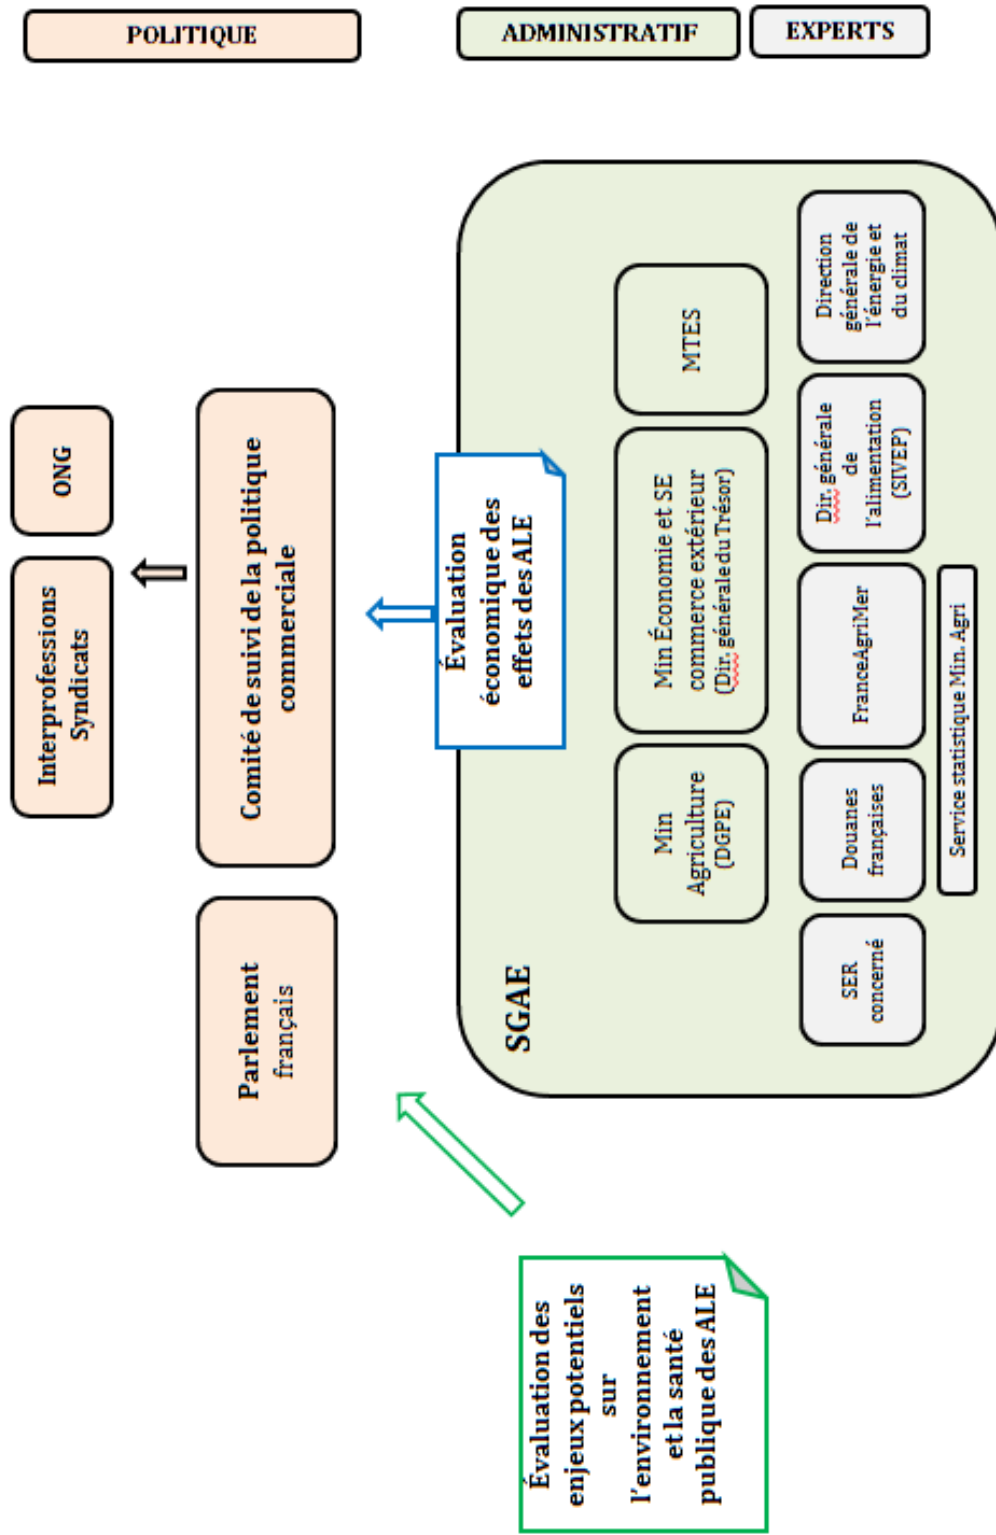 POLITIQUE
ADMINISTRATIF
EXPERTS
Interprofessions
Syndicats
ONG
Parlement
français
Comité de suivi de la politique
commerciale
Évaluation
économique des
effets des ALE
SGAE
Min
Agriculture
(DGPE)
Min Économie et SE
commerce extérieur
(Dir. générale du Trésor)
MTES
SER
concerné
Douanes
françaises
FranceAgriMer
Dir. générale
de
l'alimentation
(SIVEP)
Direction
générale de
l'énergie et
du climat
Service statistique Min. Agri
Évaluation des
enjeux potentiels
sur
l'environnement
et la santé
publique des ALE